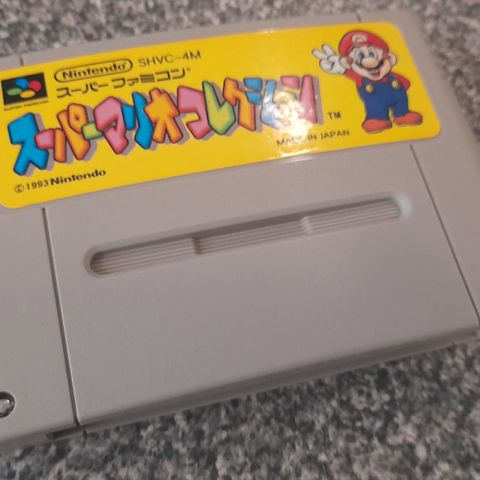 Nintendo SHVC-4M
スーパーファミコン
スーパーマリオコレクション TM
MADE IN JAPAN
©1993 Nintendo